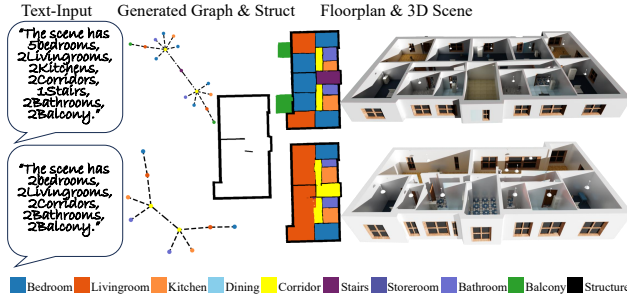 Text-Input Generated Graph & Struct Floorplan & 3D Scene
"The scene has
5bedrooms,
2Livingrooms,
2Kitchens,
2Corridors,
1Stairs,
2Bathrooms,
2Balcony."
"The scene has
2bedrooms,
2Livingrooms,
2Corridors,
2Bathrooms,
2Balcony."
Bedroom Livingroom Kitchen Dining Corridor Stairs Storeroom Bathroom Balcony Structure